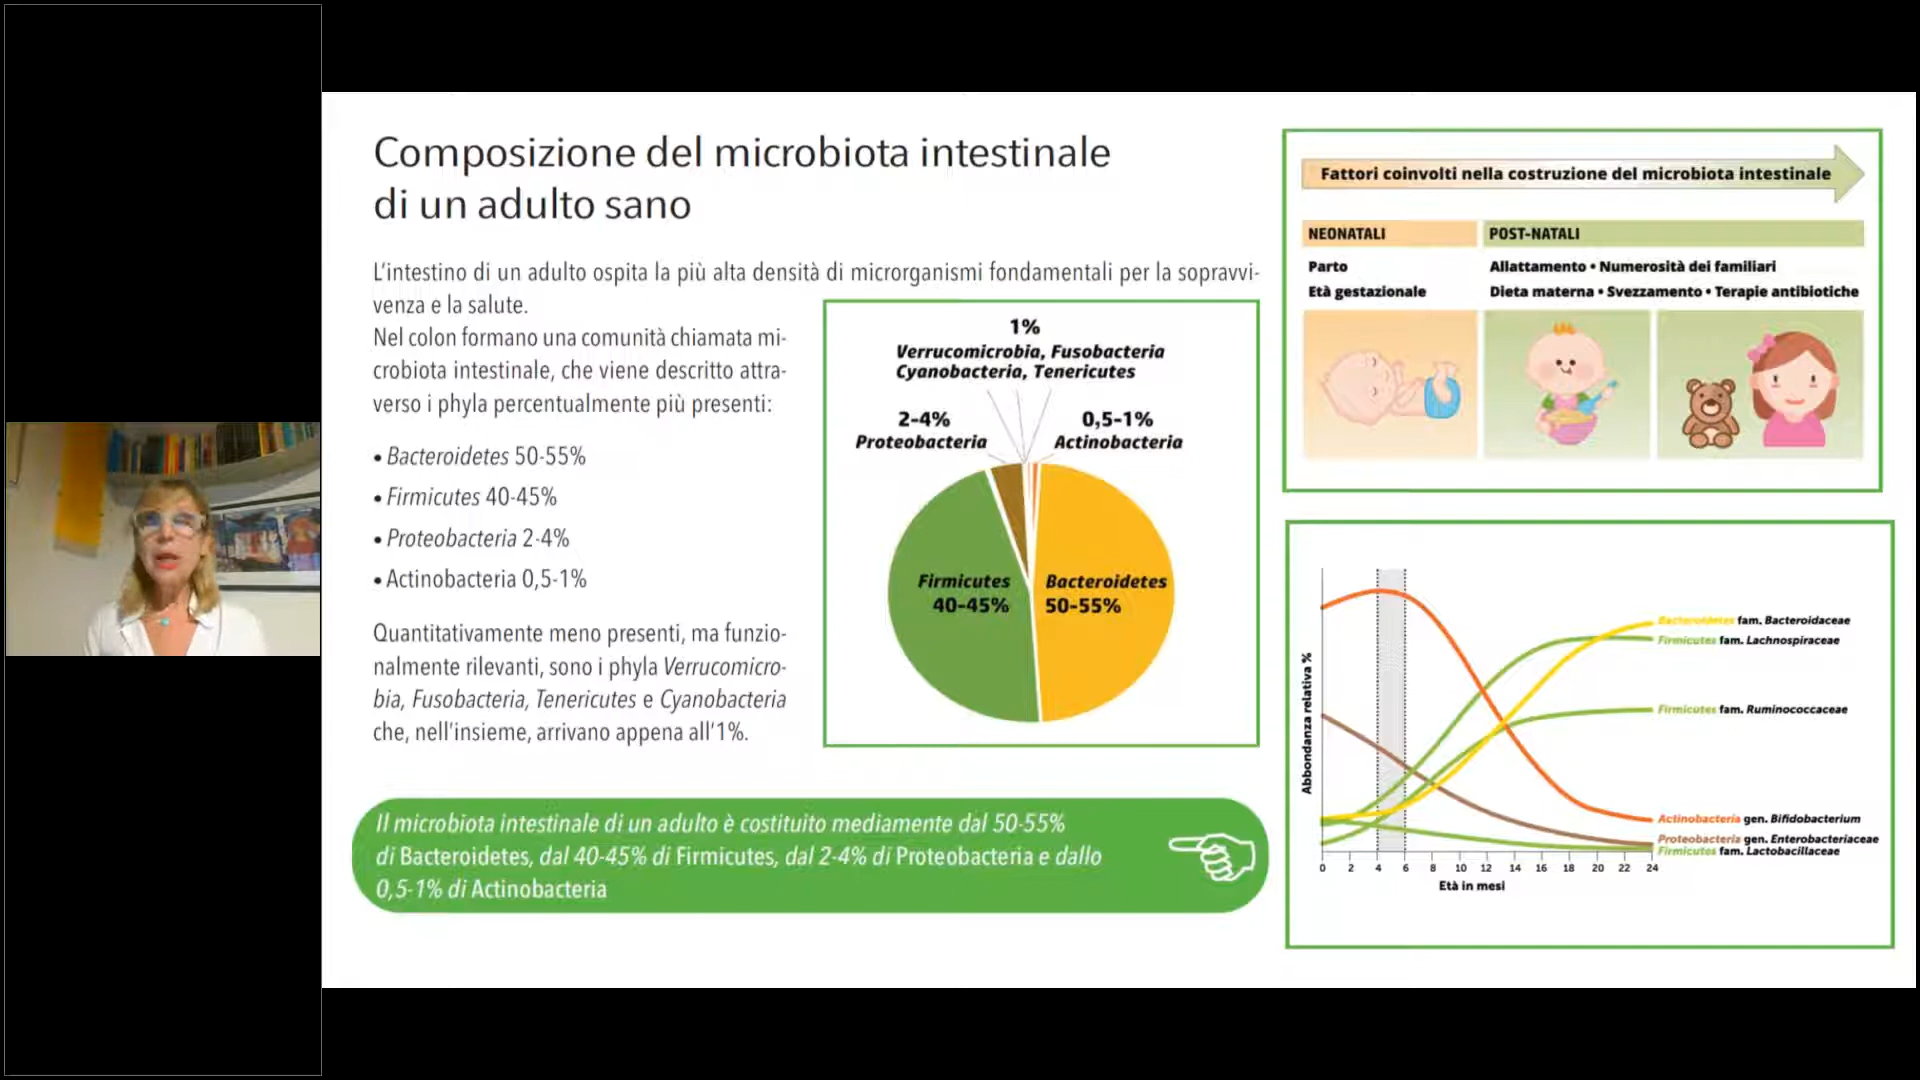 Composizione del microbiota intestinale
di un adulto sano
L'intestino di un adulto ospita la più alta densità di microrganismi fondamentali per la sopravvi-
venza e la salute.
Nel colon formano una comunità chiamata mi-
crobiota intestinale, che viene descritto attra-
verso i phyla percentualmente più presenti:
• Bacteroidetes 50-55%
• Firmicutes 40-45%
• Proteobacteria 2-4%
• Actinobacteria 0,5-1%
Quantitativamente meno presenti, ma funzio-
nalmente rilevanti, sono i phyla Verrucomicro-
bia, Fusobacteria, Tenericutes e Cyanobacteria
che, nell'insieme, arrivano appena all'1%.
1%
Verrucomicrobia, Fusobacteria
Cyanobacteria, Tenericutes
2-4%
Proteobacteria
0,5-1%
Actinobacteria
Firmicutes
40-45%
Bacteroidetes
50-55%
Il microbiota intestinale di un adulto è costituito mediamente dal 50-55%
di Bacteroidetes, dal 40-45% di Firmicutes, dal 2-4% di Proteobacteria e dallo
0,5-1% di Actinobacteria
Fattori coinvolti nella costruzione del microbiota intestinale
NEONATALI
Parto
Età gestazionale
POST-NATALI
Allattamento • Numerosità dei familiari
Dieta materna • Svezzamento • Terapie antibiotiche
Abbondanza relativa %
Bacteroidetes fam. Bacteroidaceae
Firmicutes fam. Lachnospiraceae
Firmicutes fam. Ruminococcaceae
Actinobacteria gen. Bifidobacterium
Proteobacteria gen. Enterobacteriaceae
Firmicutes fam. Lactobacillaceae
0 2 4 6 8 10 12 14 16 18 20 22 24
Età in mesi